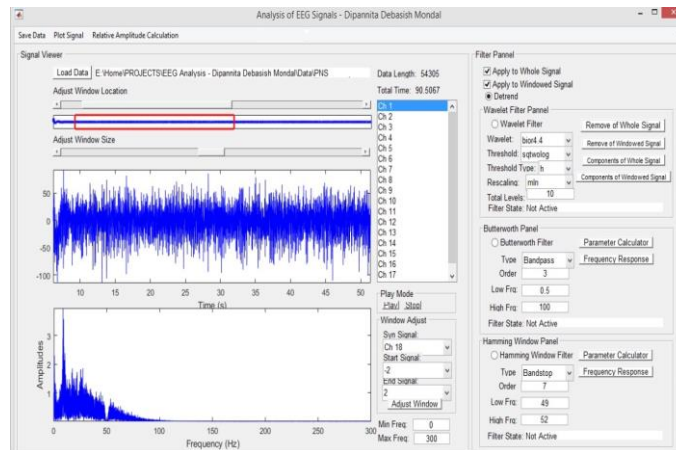 Analysis of EEG Signals - Dipannita Debasish Mondal
Save Data Plot Signal Relative Amplitude Calculation
Signal Viewer
Load Data E:\Home\PROJECTS\EEG Analysis - Dipannita Debasish Mondal\Data\PNS
Data Length: 54305
Adjust Window Location
Total Time: 90.5067
Ch 1
Ch 2
Ch 3
Ch 4
Ch 5
Ch 6
Ch 7
Ch 8
Ch 9
Ch 10
Ch 11
Ch 12
Ch 13
Ch 14
Ch 15
Ch 16
Ch 17
Adjust Window Size
50
0
-50
-100
10 15 20 25 30 35 40 45 50
Time (s)
Play Mode
Play Stop
Window Adjust
Syn Signal:
Ch 18
Start Signal:
-2
End Signal:
2
Adjust Window
Min Freq: 0
Max Freq: 300
Amplitudes
3
2
1
0 50 100 150 200 250 300
Frequency (Hz)
Filter Pannel
Apply to Whole Signal
Apply to Windowed Signal
Detrend
Wavelet Filter Pannel
Wavelet Filter Remove of Whole Signal
Wavelet: bior4.4 Remove of Windowed Signal
Threshold: sqtwolog Components of Whole Signal
Threshold Type: h Components of Windowed Signal
Rescaling: mln
Total Levels: 10
Filter State: Not Active
Butterworth Panel
Butterworth Filter Parameter Calculator
Type Bandpass Frequency Response
Order 3
Low Frq: 0.5
High Frq: 100
Filter State: Not Active
Hamming Window Panel
Hamming Window Filter Parameter Calculator
Type Bandstop Frequency Response
Order 7
Low Frq: 49
High Frq: 52
Filter State: Not Active